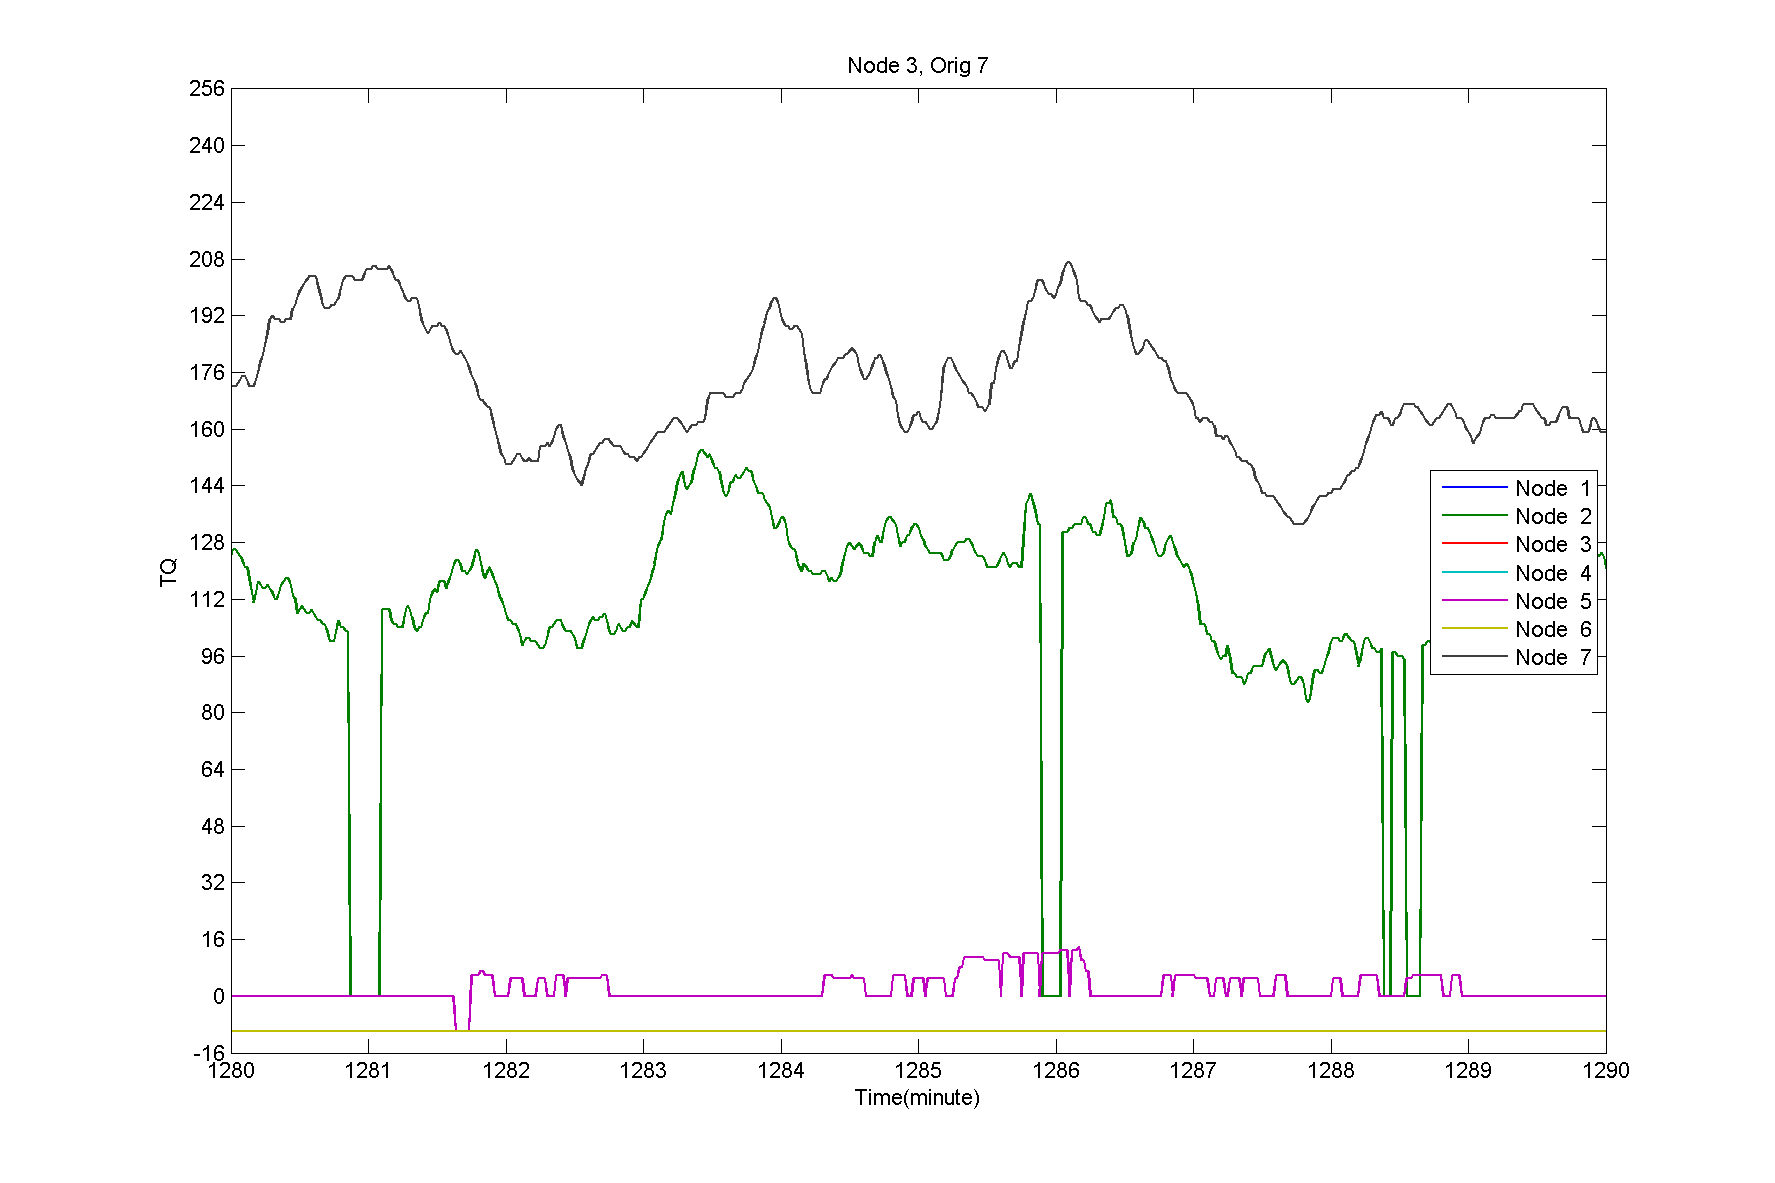 Node 3, Orig 7
256
240
224
208
192
176
160
144
128
112
96
80
64
48
32
16
0
-16
TQ
Node 1
Node 2
Node 3
Node 4
Node 5
Node 6
Node 7
1280 1281 1282 1283 1284 1285 1286 1287 1288 1289 1290
Time(minute)